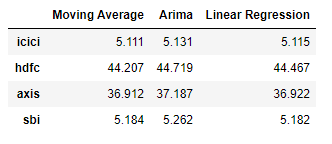 Moving Average Arima Linear Regression
icici 5.111 5.131 5.115
hdfc 44.207 44.719 44.467
axis 36.912 37.187 36.922
sbi 5.184 5.262 5.182